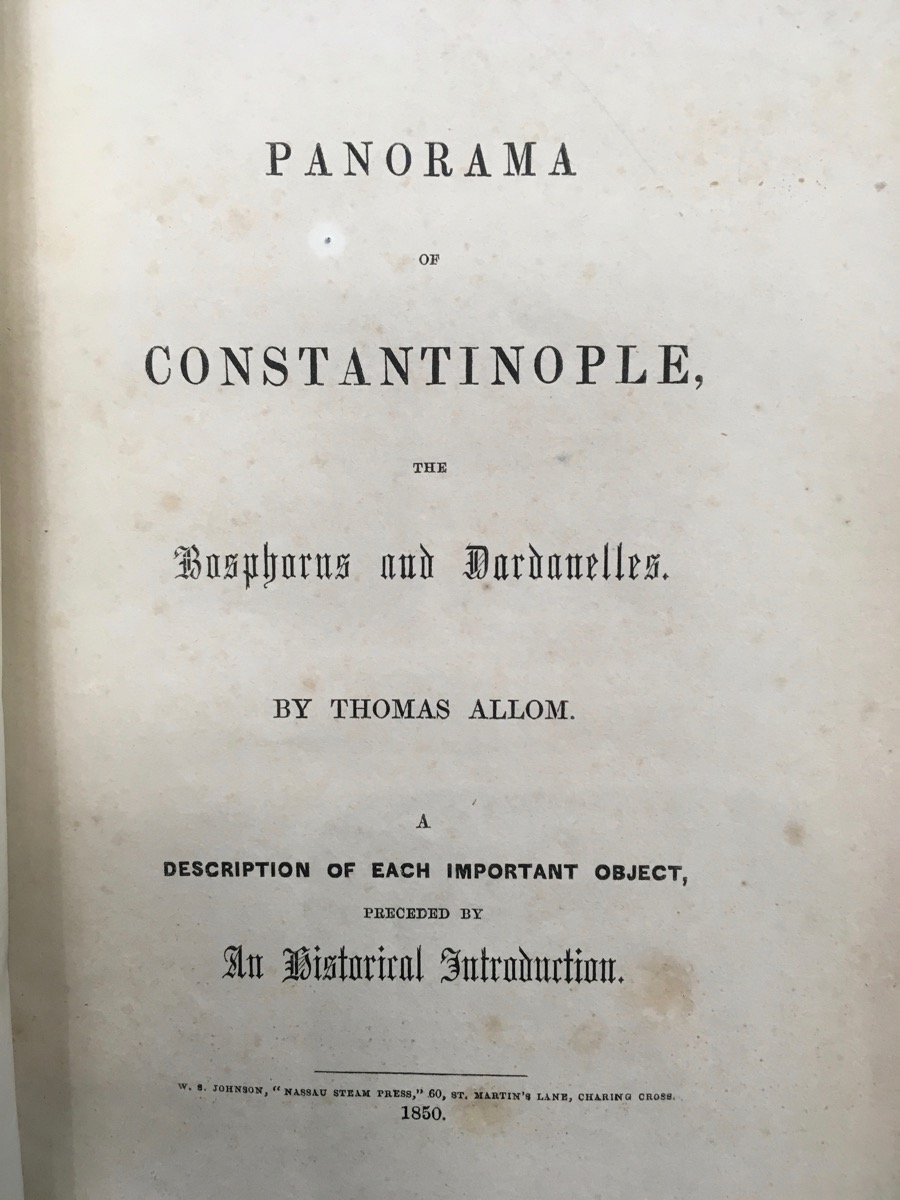 PANORAMA
OF
CONSTANTINOPLE,
THE
Bosphorus and Dardanelles.
BY THOMAS ALLOM.
A
DESCRIPTION OF EACH IMPORTANT OBJECT,
PRECEDED BY
An Historical Introduction.
W. S. JOHNSON, "NASSAU STEAM PRESS," 60, ST. MARTIN'S LANE, CHARING CROSS.
1850.